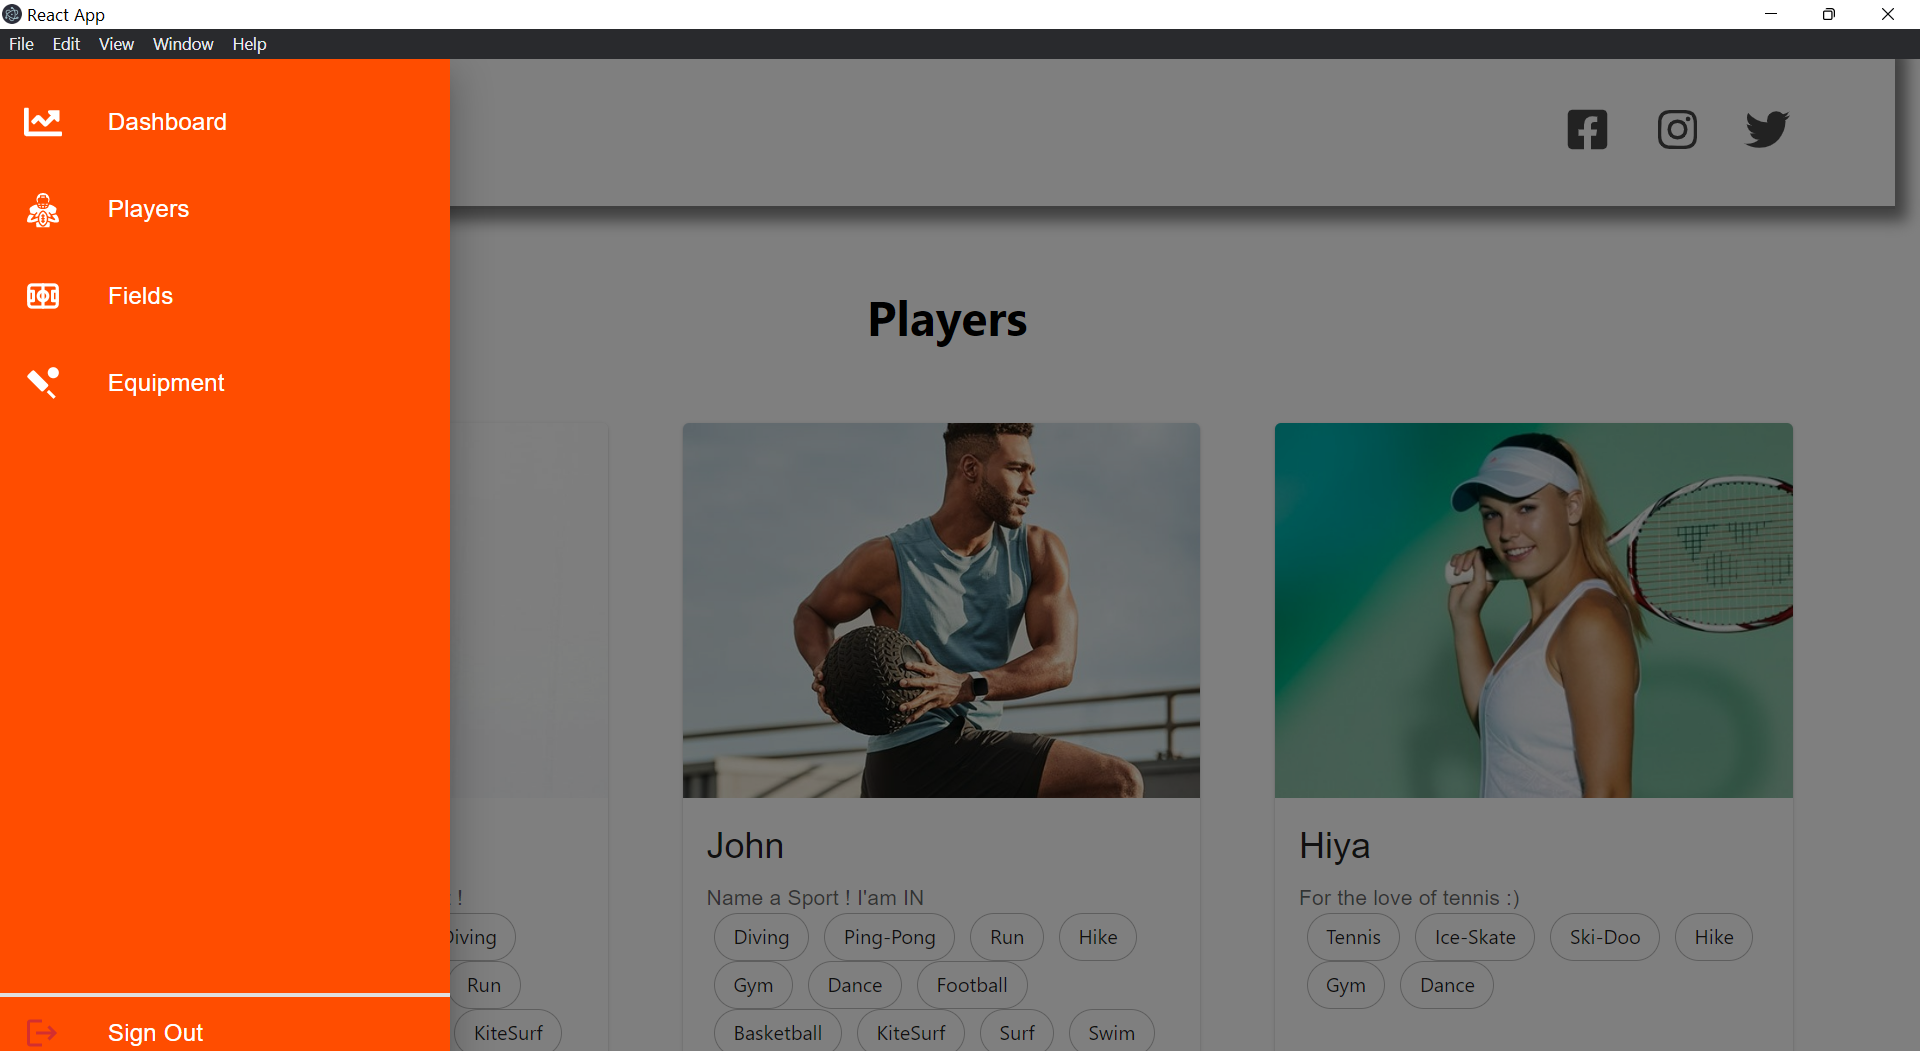 React App
File Edit View Window Help
Dashboard
Players
Fields
Equipment
Sign Out
Players
!
Diving
Run
KiteSurf
John
Name a Sport ! I'am IN
Diving Ping-Pong Run Hike
Gym Dance Football
Basketball KiteSurf Surf Swim
Hiya
For the love of tennis :)
Tennis Ice-Skate Ski-Doo Hike
Gym Dance